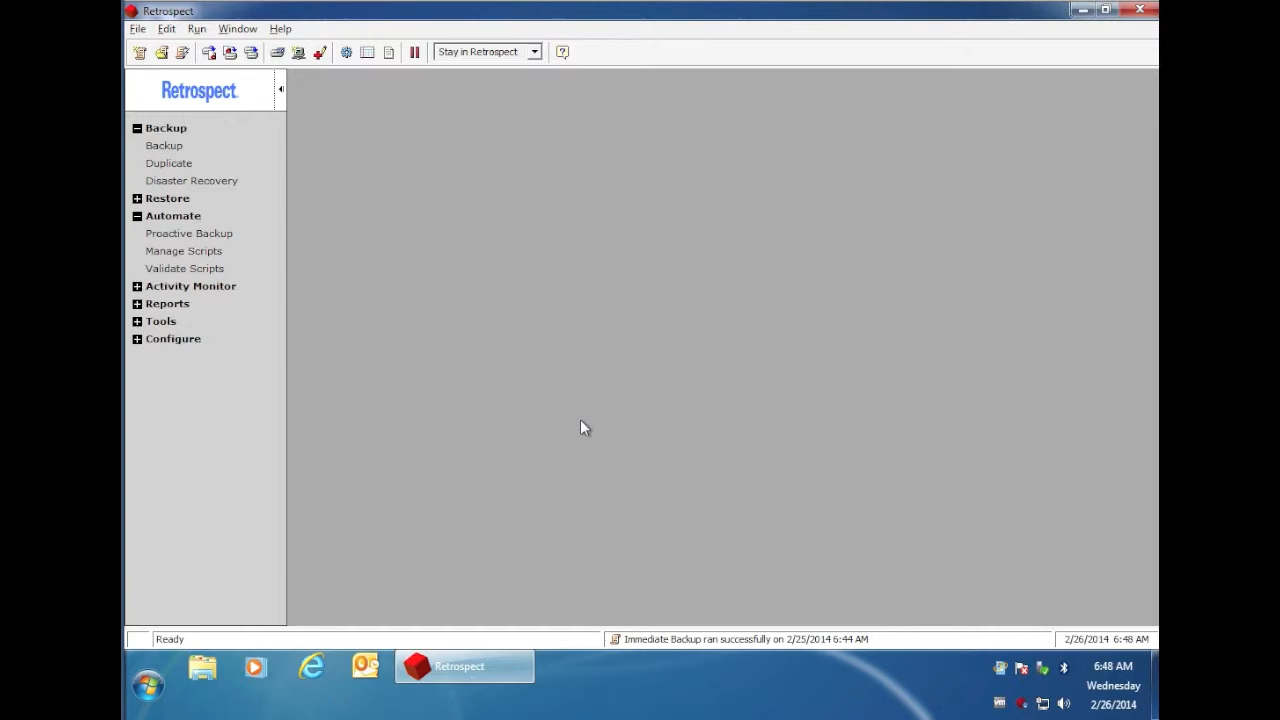 Retrospect
File Edit Run Window Help
Stay in Retrospect
Retrospect
Backup
Backup
Duplicate
Disaster Recovery
Restore
Automate
Proactive Backup
Manage Scripts
Validate Scripts
Activity Monitor
Reports
Tools
Configure
Ready Immediate Backup ran successfully on 2/25/2014 6:44 AM 2/26/2014 6:48 AM
Retrospect
6:48 AM
Wednesday
2/26/2014